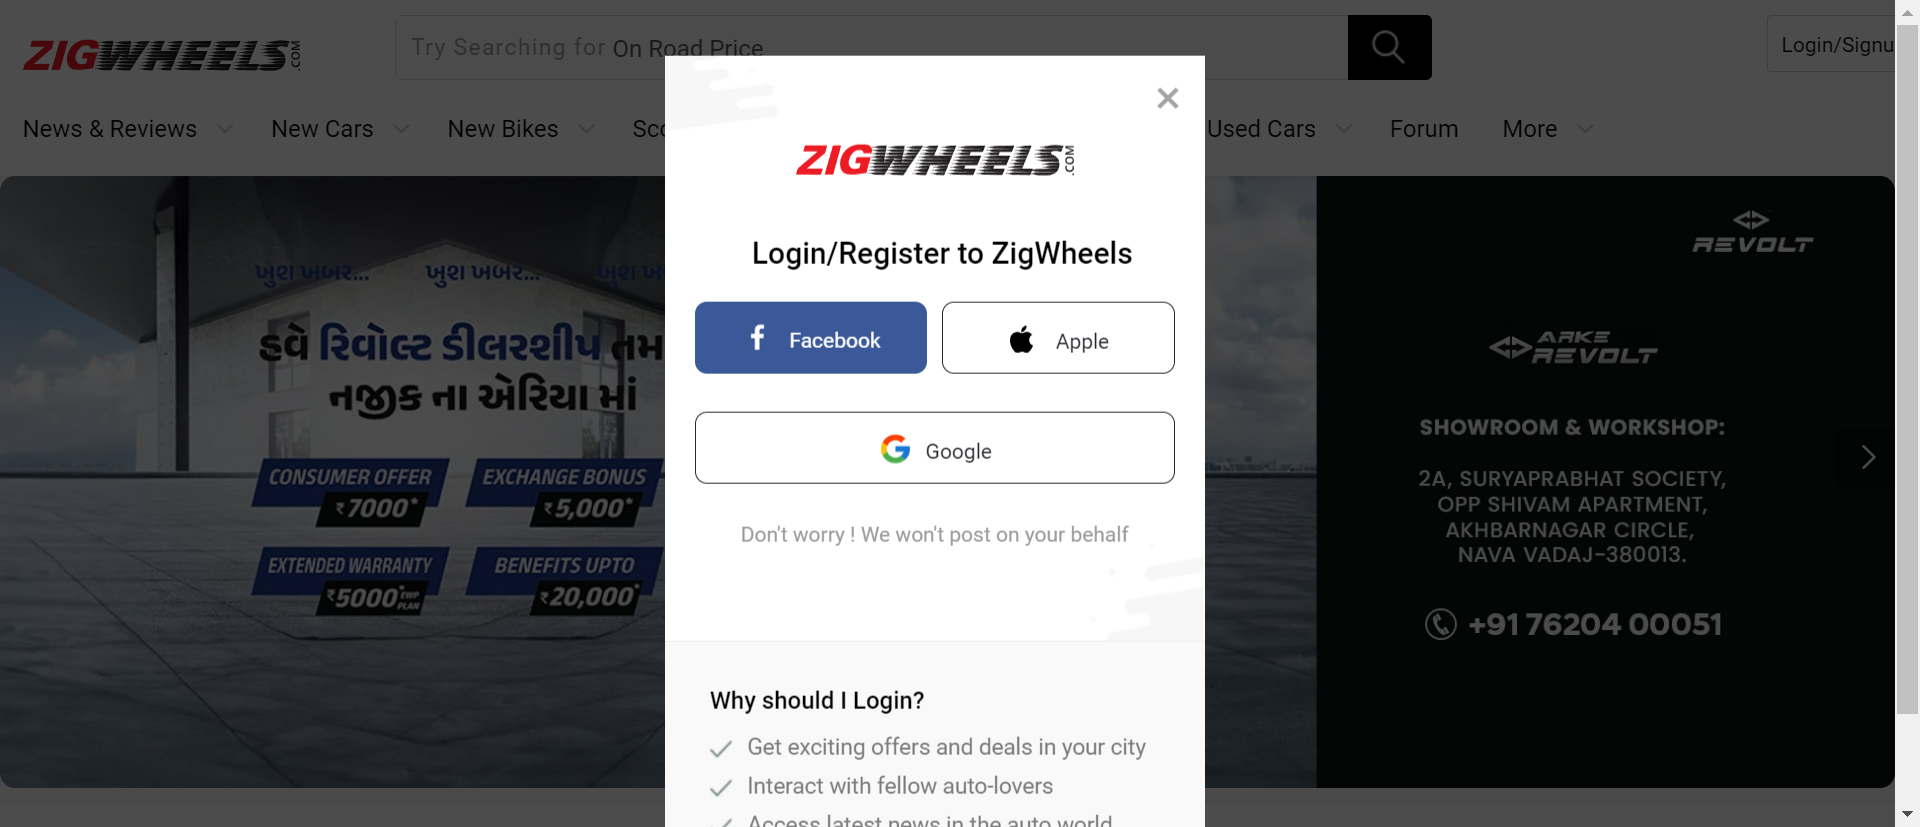 ZIGWHEELS.COM
Try Searching for On Road Price
Login/Signu
News & Reviews
New Cars
New Bikes
Used Cars
Forum
More
ZIGWHEELS.COM
Login/Register to ZigWheels
Facebook
Apple
Google
Don't worry ! We won't post on your behalf
Why should I Login?
Get exciting offers and deals in your city
Interact with fellow auto-lovers
Access latest news in the auto world
ખુશ ખબર... ખુશ ખબર... ખુશ ખ
હવે રિવોલ્ટ ડીલરશીપ તમ
નજીક ના એરિયા માં
CONSUMER OFFER
₹7000*
EXCHANGE BONUS
₹5,000*
EXTENDED WARRANTY
₹5000* EWP PLAN
BENEFITS UPTO
₹20,000*
REVOLT
ARKE
REVOLT
SHOWROOM & WORKSHOP:
2A, SURYAPRABHAT SOCIETY,
OPP SHIVAM APARTMENT,
AKHBARNAGAR CIRCLE,
NAVA VADAJ-380013.
+91 76204 00051